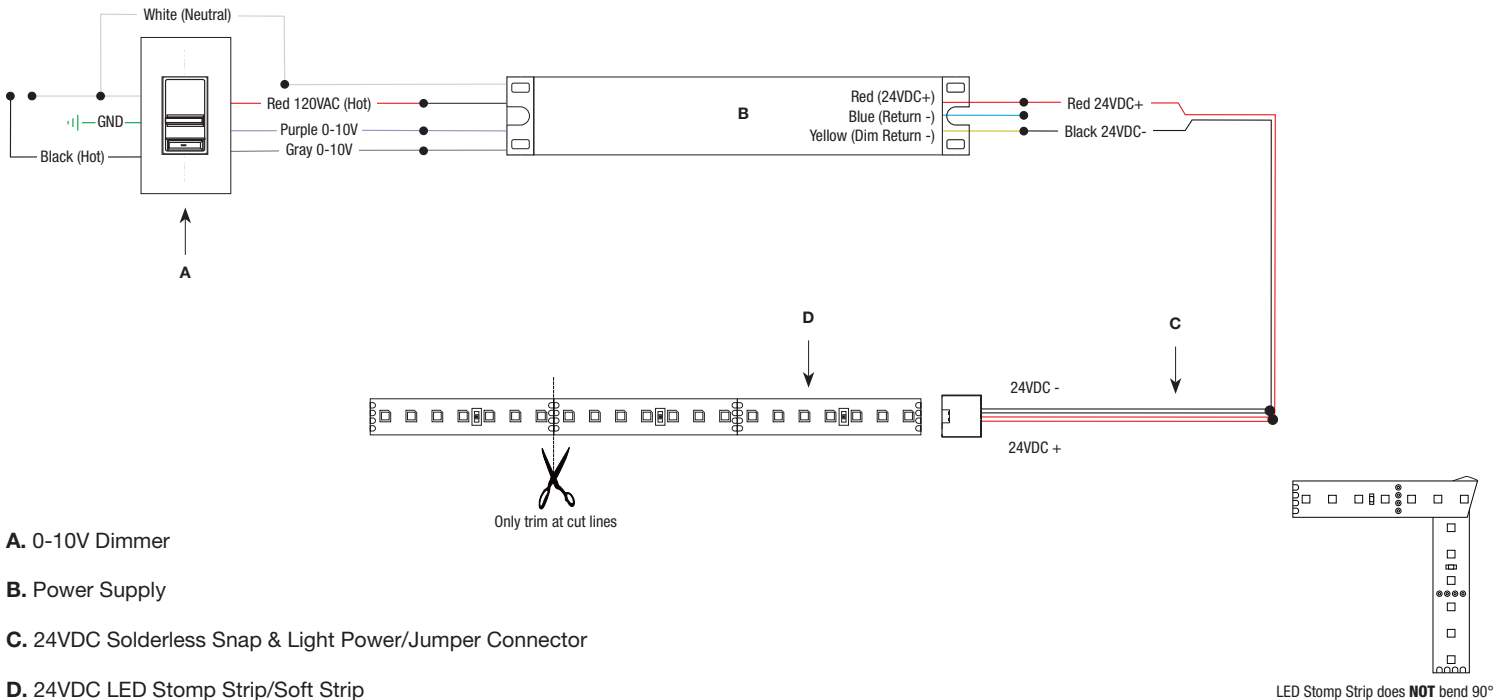 White (Neutral)
GND
Black (Hot)
Red 120VAC (Hot)
Purple 0-10V
Gray 0-10V
A
B
Red (24VDC+)
Blue (Return -)
Yellow (Dim Return -)
Red 24VDC+
Black 24VDC-
D
C
24VDC -
24VDC +
Only trim at cut lines
A. 0-10V Dimmer
B. Power Supply
C. 24VDC Solderless Snap & Light Power/Jumper Connector
D. 24VDC LED Stomp Strip/Soft Strip
LED Stomp Strip does NOT bend 90°